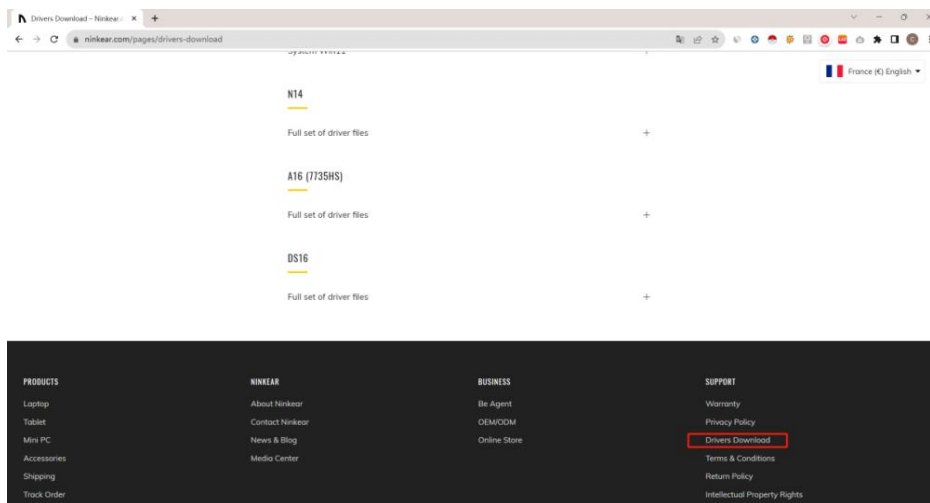 Drivers Download – Ninkear
ninkear.com/pages/drivers-download
System Win11
France (€) English
N14
Full set of driver files
A16 (7735HS)
Full set of driver files
DS16
Full set of driver files
PRODUCTS
Laptop
Tablet
Mini PC
Accessories
Shipping
Track Order
NINKEAR
About Ninkear
Contact Ninkear
News & Blog
Media Center
BUSINESS
Be Agent
OEM/ODM
Online Store
SUPPORT
Warranty
Privacy Policy
Drivers Download
Terms & Conditions
Return Policy
Intellectual Property Rights